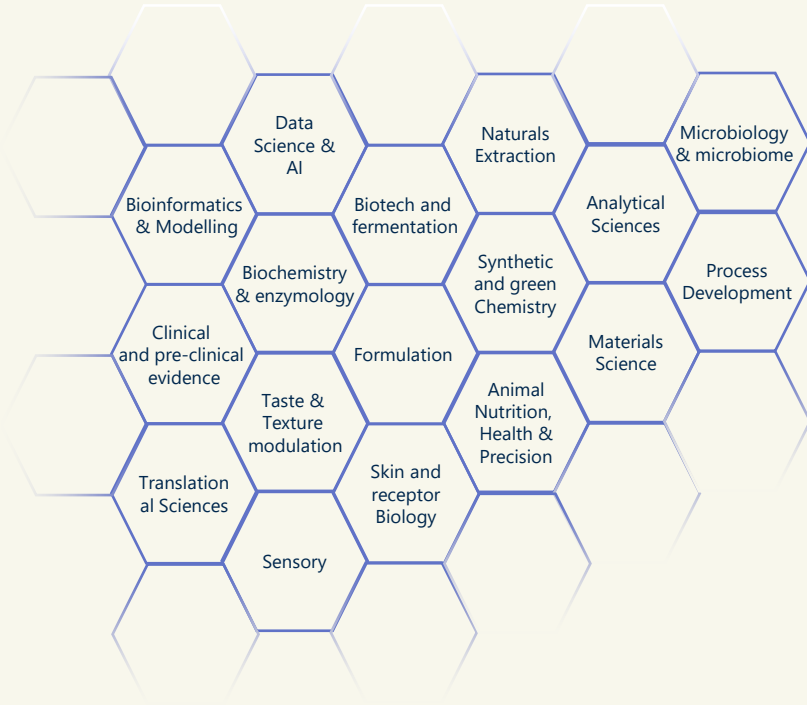 Data
Science &
AI
Naturals
Extraction
Microbiology
& microbiome
Bioinformatics
& Modelling
Biotech and
fermentation
Analytical
Sciences
Biochemistry
& enzymology
Synthetic
and green
Chemistry
Process
Development
Clinical
and pre-clinical
evidence
Formulation
Materials
Science
Taste &
Texture
modulation
Animal
Nutrition,
Health &
Precision
Translation
al Sciences
Skin and
receptor
Biology
Sensory